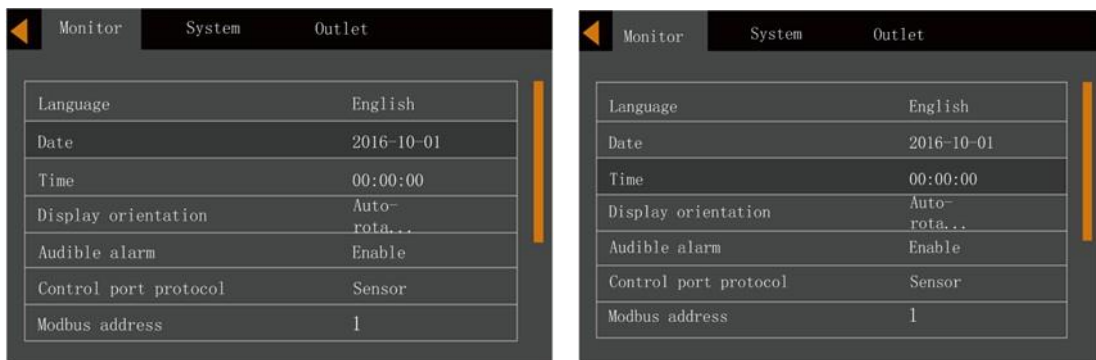 Monitor System Outlet
Language English
Date 2016-10-01
Time 00:00:00
Display orientation Auto-
rota...
Audible alarm Enable
Control port protocol Sensor
Modbus address 1
Monitor System Outlet
Language English
Date 2016-10-01
Time 00:00:00
Display orientation Auto-
rota...
Audible alarm Enable
Control port protocol Sensor
Modbus address 1